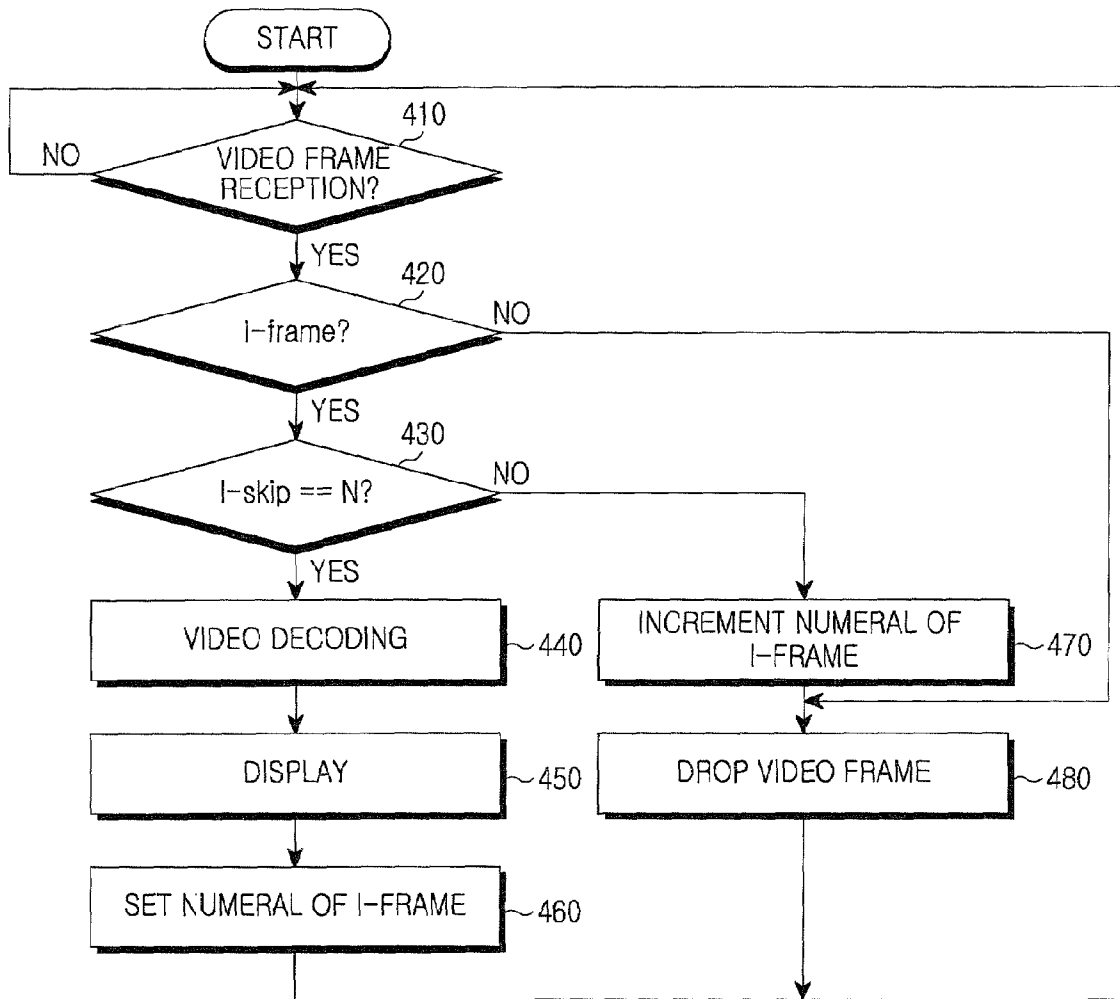 START
410
NO
VIDEO FRAME
RECEPTION?
YES
420
NO
I-frame?
YES
430
NO
I-skip == N?
YES
VIDEO DECODING
440
INCREMENT NUMERAL OF
I-FRAME
470
DISPLAY
450
DROP VIDEO FRAME
480
SET NUMERAL OF I-FRAME
460